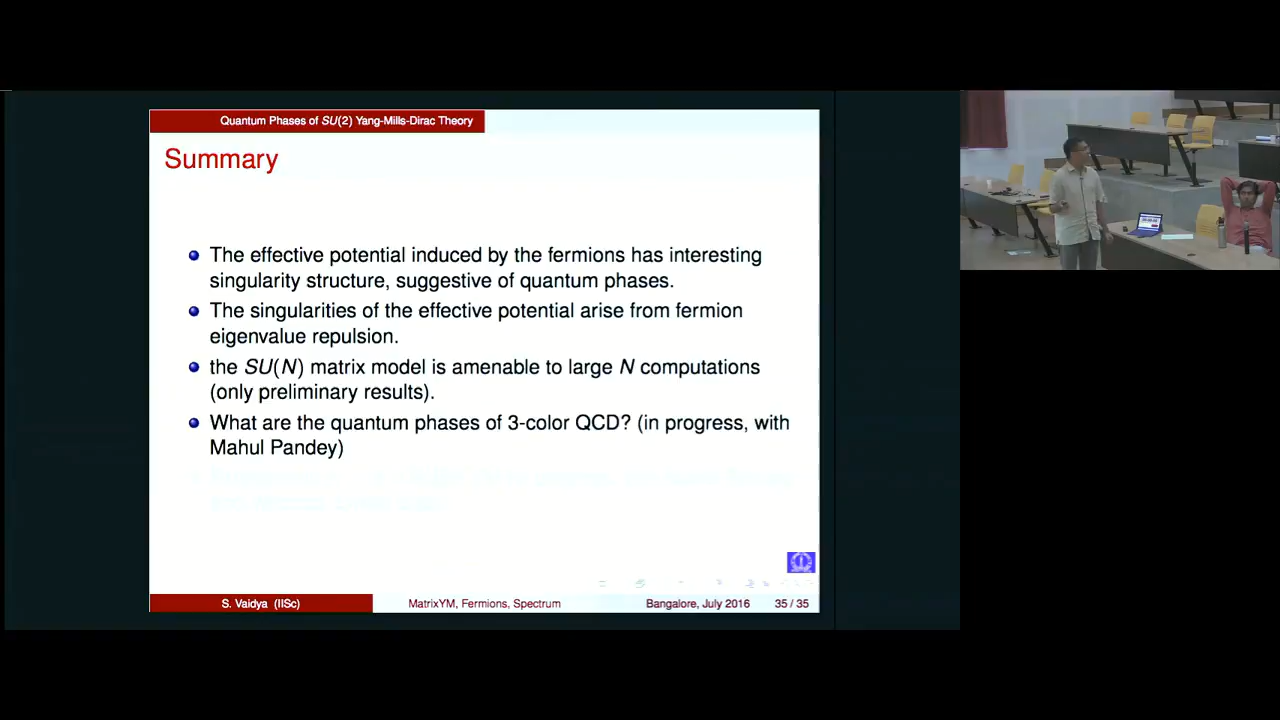 Quantum Phases of SU(2) Yang-Mills-Dirac Theory
Summary
The effective potential induced by the fermions has interesting
singularity structure, suggestive of quantum phases.
The singularities of the effective potential arise from fermion
eigenvalue repulsion.
the SU(N) matrix model is amenable to large N computations
(only preliminary results).
What are the quantum phases of 3-color QCD? (in progress, with
Mahul Pandey)
S. Vaidya (IISc)
MatrixYM, Fermions, Spectrum
Bangalore, July 2016 35 / 35